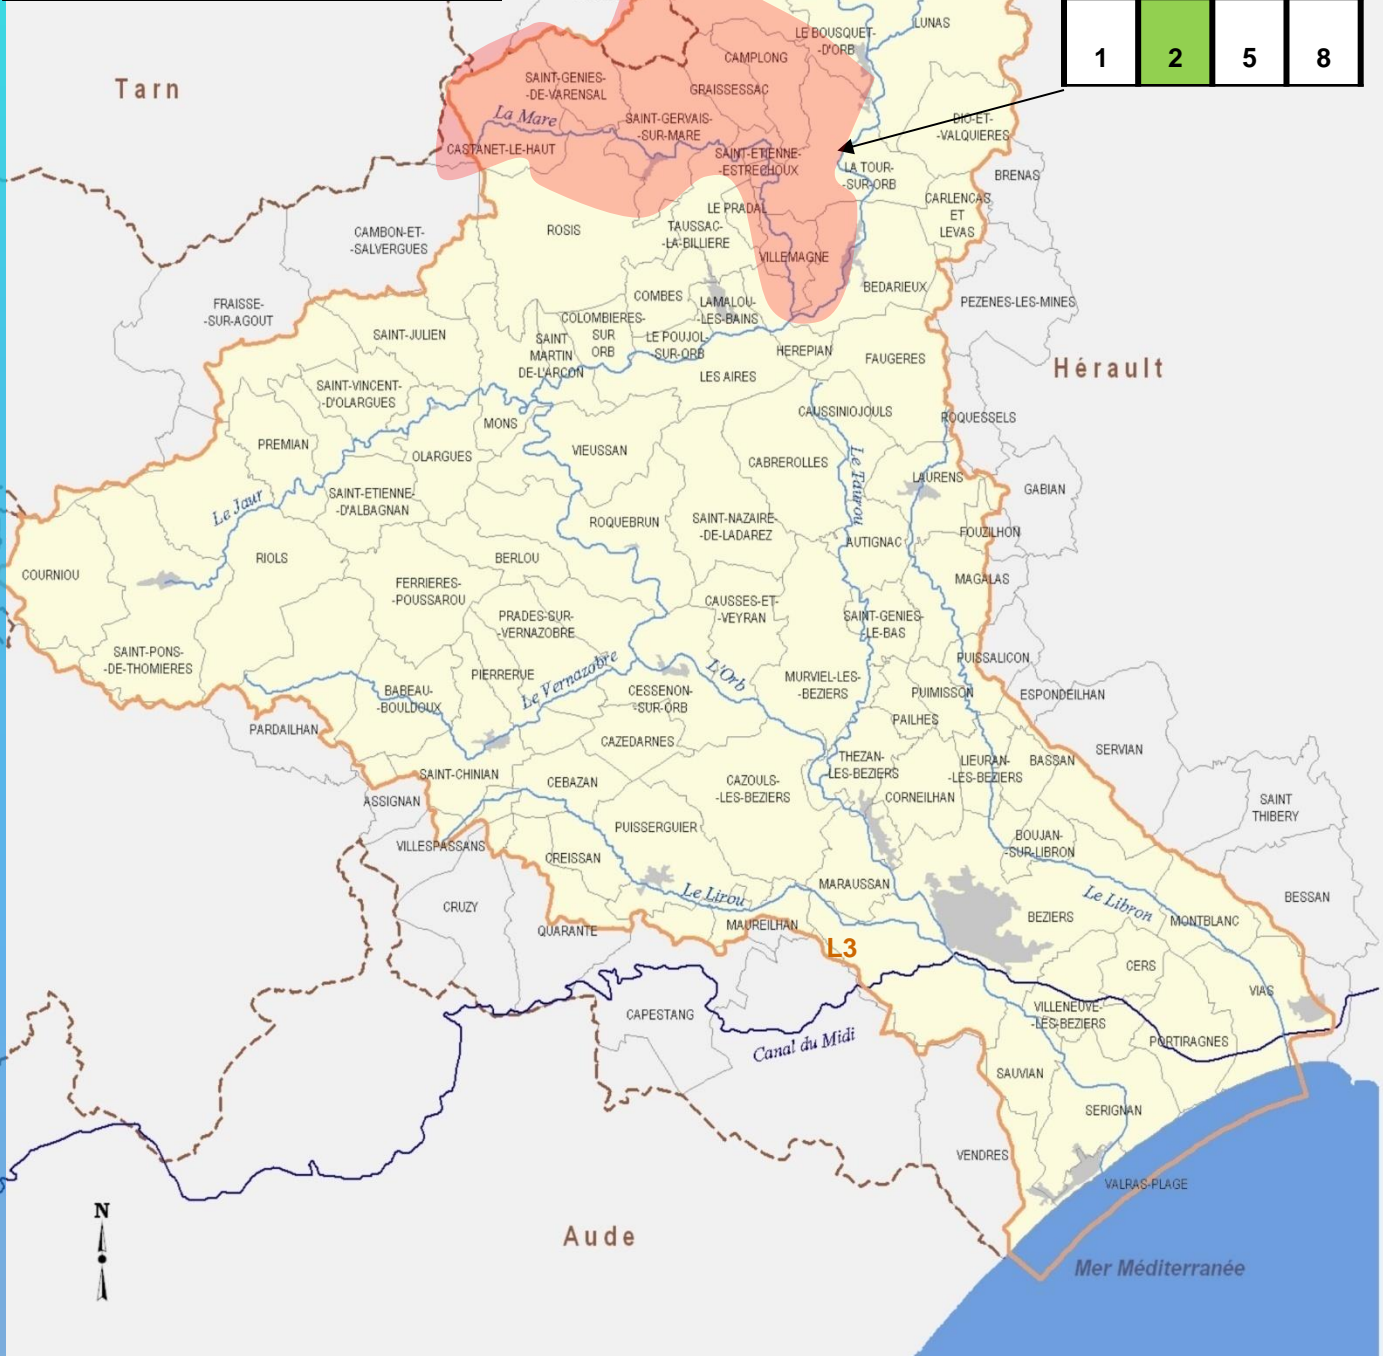 1 2 5 8
Tarn
LE BOUSQUET-
-D'ORB
LUNAS
CAMPLONG
SAINT-GENIES-
-DE-VARENSAL
GRAISSESSAC
La Mare
SAINT-GERVAIS-
-SUR-MARE
DIO-ET-
-VALQUIERES
CASTANET-LE-HAUT
SAINT-ETIENNE-
-ESTRECHOUX
LA TOUR-
-SUR-ORB
BRENAS
CARLENCAS
ET
LEVAS
LE PRADAL
CAMBON-ET-
-SALVERGUES
ROSIS
TAUSSAC-
-LA-BILLIERE
VILLEMAGNE
BEDARIEUX
FRAISSE-
-SUR-AGOUT
COMBES
LAMALOU-
-LES-BAINS
PEZENES-LES-MINES
SAINT-JULIEN
COLOMBIERES-
SUR
ORB
SAINT
MARTIN
DE-L'ARCON
LE POUJOL-
-SUR-ORB
HEREPIAN
FAUGERES
Hérault
LES AIRES
SAINT-VINCENT-
-D'OLARGUES
CAUSSINIOJOULS
ROQUESSELS
MONS
PREMIAN
OLARGUES
VIEUSSAN
CABREROLLES
Le Taurou
LAURENS
GABIAN
Le Jaur
SAINT-ETIENNE-
-D'ALBAGNAN
ROQUEBRUN
SAINT-NAZAIRE-
-DE-LADAREZ
AUTIGNAC
FOUZILHON
COURNIOU
RIOLS
BERLOU
FERRIERES-
-POUSSAROU
MAGALAS
PRADES-SUR-
-VERNAZOBRE
CAUSSES-ET-
-VEYRAN
SAINT-GENIES-
-LE-BAS
SAINT-PONS-
-DE-THOMIERES
PUISSALICON
PIERRERUE
Le Vernazobre
L'Orb
MURVIEL-LES-
-BEZIERS
BABEAU-
-BOULDOUX
CESSENON-
-SUR-ORB
PUIMISSON
ESPONDEILHAN
PARDAILHAN
PAILHES
CAZEDARNES
SERVIAN
THEZAN-
-LES-BEZIERS
LIEURAN-
-LES-BEZIERS
BASSAN
SAINT-CHINIAN
CEBAZAN
CAZOULS-
-LES-BEZIERS
CORNEILHAN
ASSIGNAN
SAINT
THIBERY
PUISSERGUIER
BOUJAN-
-SUR-LIBRON
VILLESPASSANS
CREISSAN
Le Lirou
MARAUSSAN
Le Libron
BESSAN
CRUZY
BEZIERS
MONTBLANC
QUARANTE
MAUREILHAN
L3
CERS
VIAS
CAPESTANG
VILLENEUVE-
-LES-BEZIERS
Canal du Midi
PORTIRAGNES
SAUVIAN
SERIGNAN
VENDRES
VALRAS-PLAGE
N
Aude
Mer Méditerranée